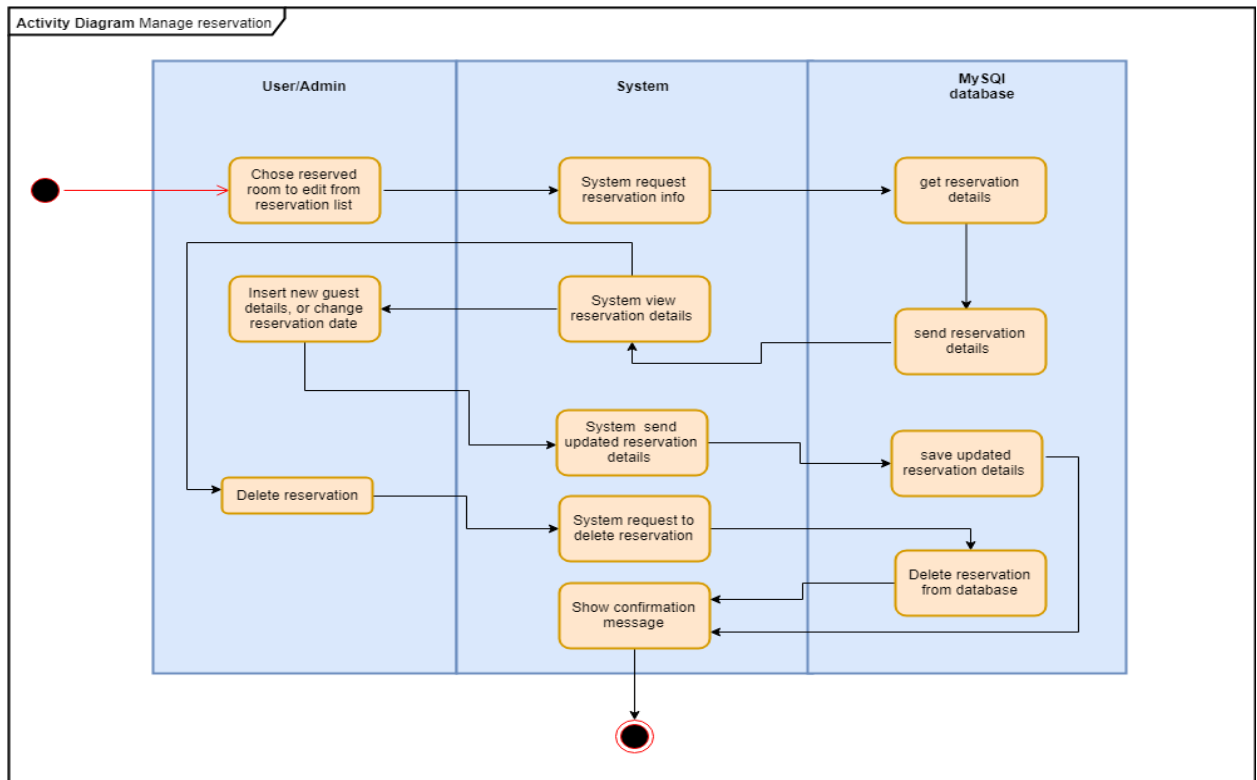 Activity Diagram Manage reservation
User/Admin
System
MySQl
database
Chose reserved
room to edit from
reservation list
System request
reservation info
get reservation
details
Insert new guest
details, or change
reservation date
System view
reservation details
send reservation
details
System  send
updated reservation
details
save updated
reservation details
Delete reservation
System request to
delete reservation
Delete reservation
from database
Show confirmation
message